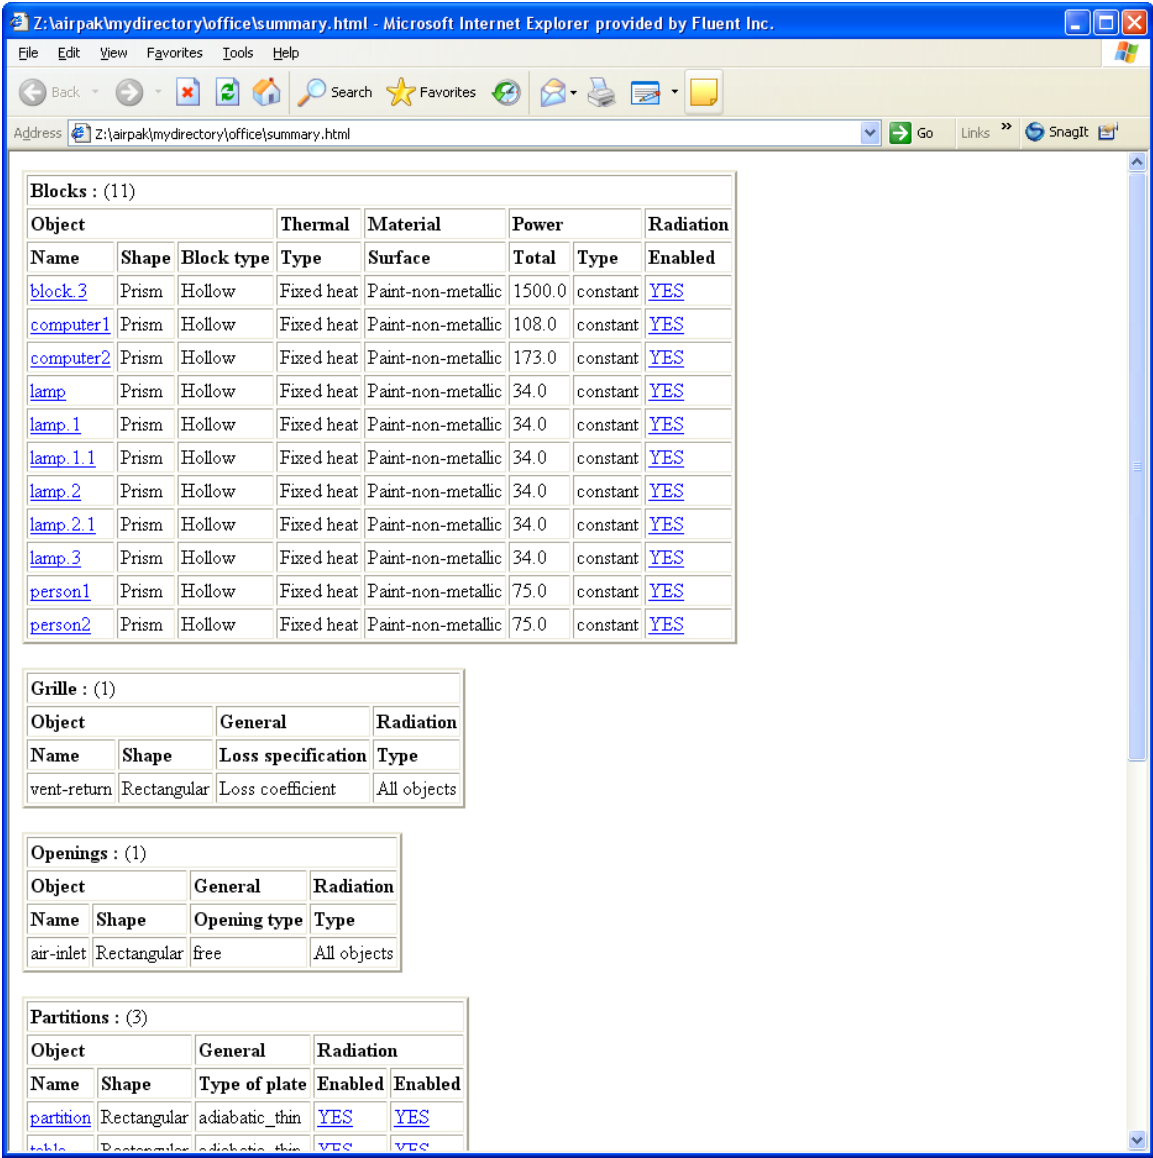 Z:\airpak\mydirectory\office\summary.html - Microsoft Internet Explorer provided by Fluent Inc.
File Edit View Favorites Tools Help
Back Search Favorites
Address Z:\airpak\mydirectory\office\summary.html Go Links » SnagIt
Blocks : (11)
Object Thermal Material Power Radiation
Name Shape Block type Type Surface Total Type Enabled
block.3 Prism Hollow Fixed heat Paint-non-metallic 1500.0 constant YES
computer1 Prism Hollow Fixed heat Paint-non-metallic 108.0 constant YES
computer2 Prism Hollow Fixed heat Paint-non-metallic 173.0 constant YES
lamp Prism Hollow Fixed heat Paint-non-metallic 34.0 constant YES
lamp.1 Prism Hollow Fixed heat Paint-non-metallic 34.0 constant YES
lamp.1.1 Prism Hollow Fixed heat Paint-non-metallic 34.0 constant YES
lamp.2 Prism Hollow Fixed heat Paint-non-metallic 34.0 constant YES
lamp.2.1 Prism Hollow Fixed heat Paint-non-metallic 34.0 constant YES
lamp.3 Prism Hollow Fixed heat Paint-non-metallic 34.0 constant YES
person1 Prism Hollow Fixed heat Paint-non-metallic 75.0 constant YES
person2 Prism Hollow Fixed heat Paint-non-metallic 75.0 constant YES
Grille : (1)
Object General Radiation
Name Shape Loss specification Type
vent-return Rectangular Loss coefficient All objects
Openings : (1)
Object General Radiation
Name Shape Opening type Type
air-inlet Rectangular free All objects
Partitions : (3)
Object General Radiation
Name Shape Type of plate Enabled Enabled
partition Rectangular adiabatic_thin YES YES
table Rectangular adiabatic_thin YES YES